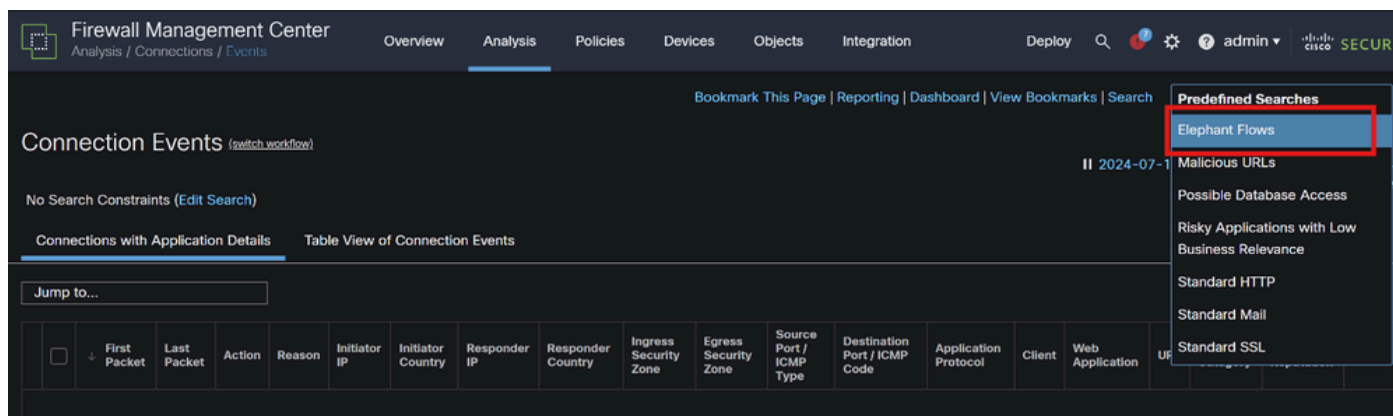 Firewall Management Center
Analysis / Connections / Events
Overview Analysis Policies Devices Objects Integration Deploy 7 ? admin ▾ cisco SECUR
Bookmark This Page | Reporting | Dashboard | View Bookmarks | Search
Predefined Searches
Elephant Flows
Malicious URLs
Possible Database Access
Risky Applications with Low
Business Relevance
Standard HTTP
Standard Mail
Standard SSL
Connection Events (switch workflow)
2024-07-1
No Search Constraints (Edit Search)
Connections with Application Details Table View of Connection Events
Jump to...
↓ First Packet
Last Packet
Action
Reason
Initiator IP
Initiator Country
Responder IP
Responder Country
Ingress Security Zone
Egress Security Zone
Source Port / ICMP Type
Destination Port / ICMP Code
Application Protocol
Client
Web Application